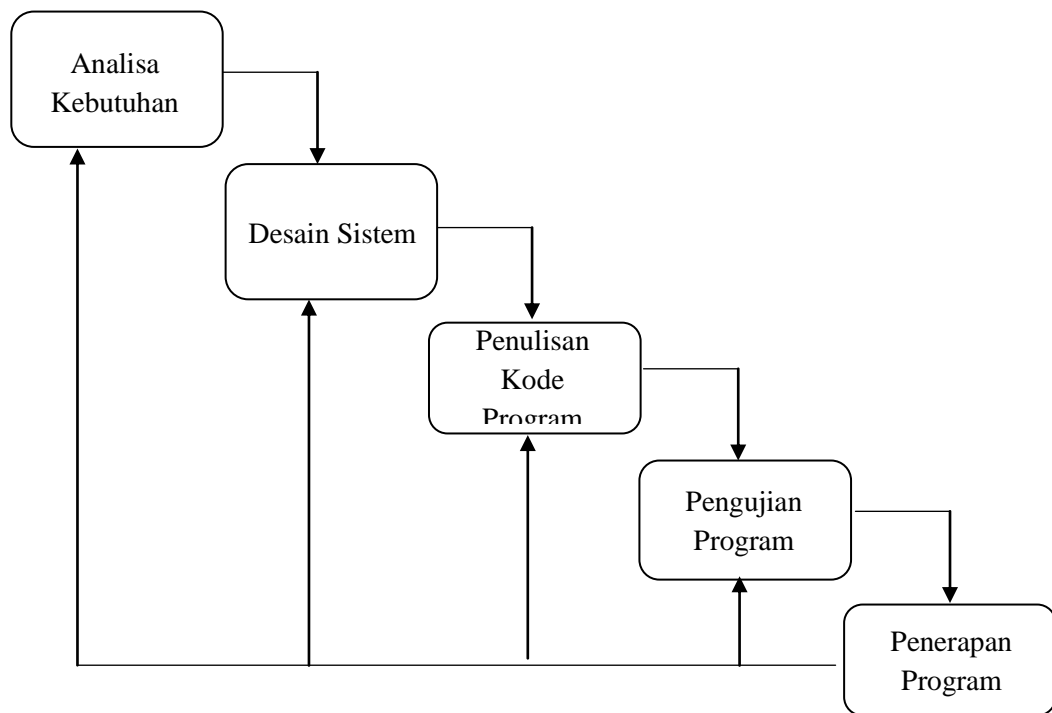 Analisa
Kebutuhan
Desain Sistem
Penulisan
Kode
Program
Pengujian
Program
Penerapan
Program